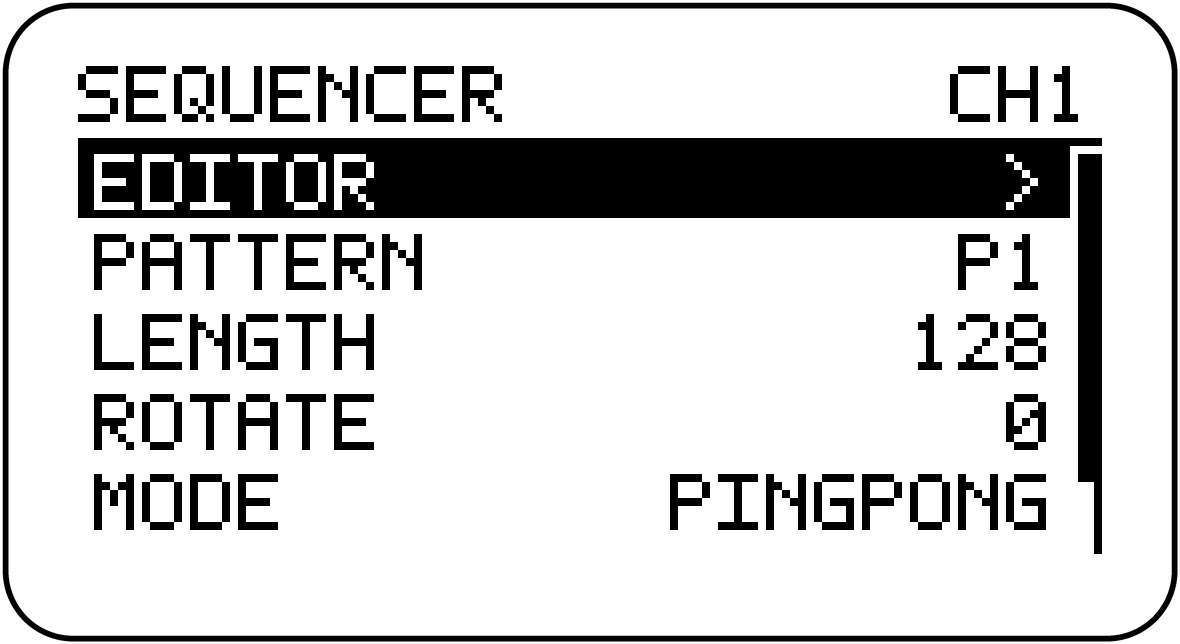 SEQUENCER CH1
EDITOR >
PATTERN P1
LENGTH 128
ROTATE 0
MODE PINGPONG